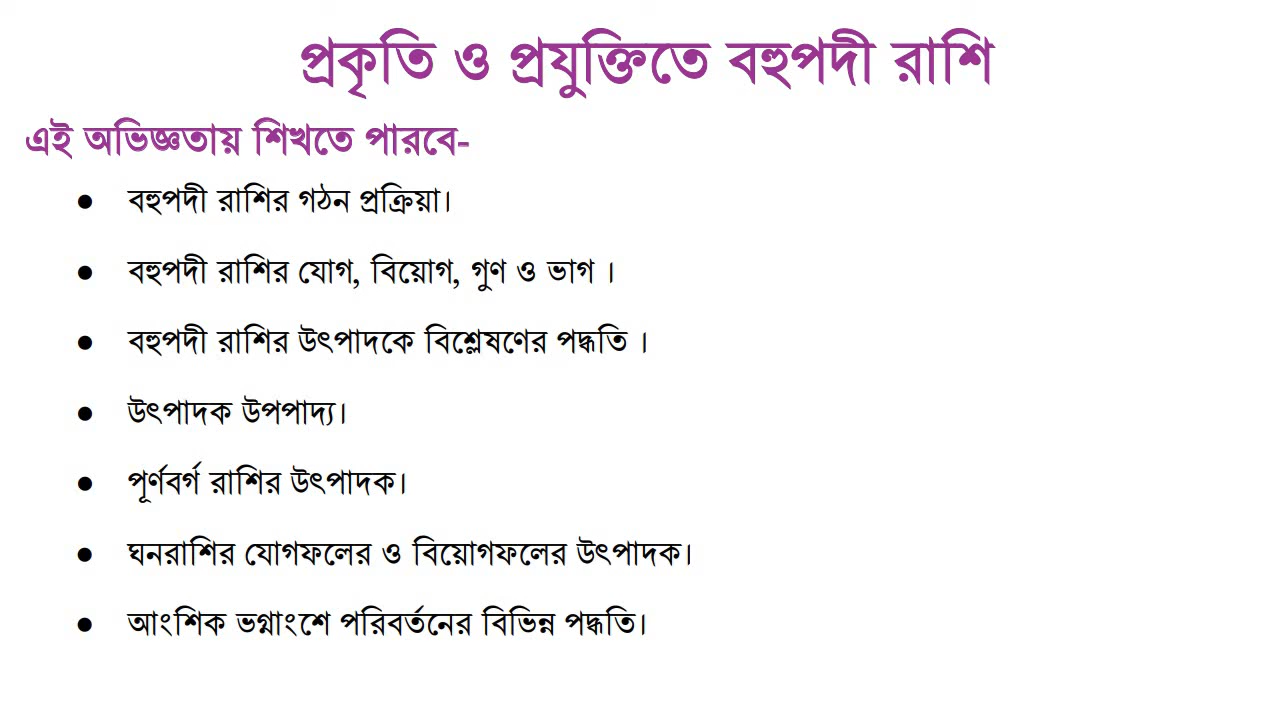 প্রকৃতি ও প্রযুক্তিতে বহুপদী রাশি
এই অভিজ্ঞতায় শিখতে পারবে-
● বহুপদী রাশির গঠন প্রক্রিয়া।
● বহুপদী রাশির যোগ, বিয়োগ, গুণ ও ভাগ ।
● বহুপদী রাশির উৎপাদকে বিশ্লেষণের পদ্ধতি ।
● উৎপাদক উপপাদ্য।
● পূর্ণবর্গ রাশির উৎপাদক।
● ঘনরাশির যোগফলের ও বিয়োগফলের উৎপাদক।
● আংশিক ভগ্নাংশে পরিবর্তনের বিভিন্ন পদ্ধতি।